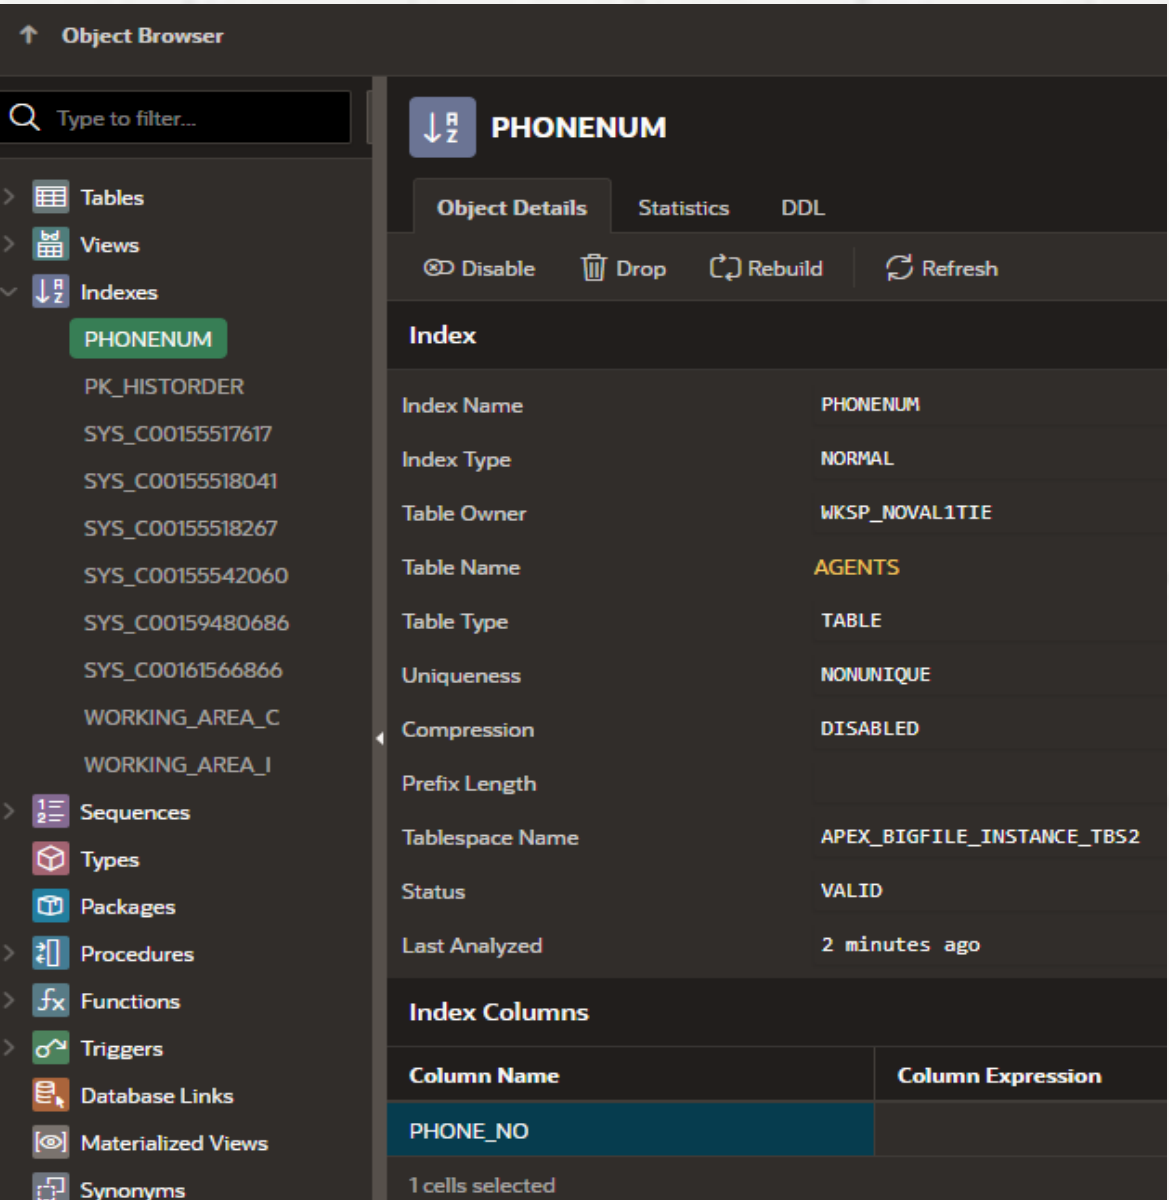 Object Browser
Type to filter...
Tables
Views
Indexes
PHONENUM
PK_HISTORDER
SYS_C00155517617
SYS_C00155518041
SYS_C00155518267
SYS_C00155542060
SYS_C00159480686
SYS_C00161566866
WORKING_AREA_C
WORKING_AREA_I
Sequences
Types
Packages
Procedures
Functions
Triggers
Database Links
Materialized Views
Synonyms
PHONENUM
Object Details Statistics DDL
Disable Drop Rebuild Refresh
Index
Index Name PHONENUM
Index Type NORMAL
Table Owner WKSP_NOVAL1TIE
Table Name AGENTS
Table Type TABLE
Uniqueness NONUNIQUE
Compression DISABLED
Prefix Length
Tablespace Name APEX_BIGFILE_INSTANCE_TBS2
Status VALID
Last Analyzed 2 minutes ago
Index Columns
Column Name Column Expression
PHONE_NO
1 cells selected